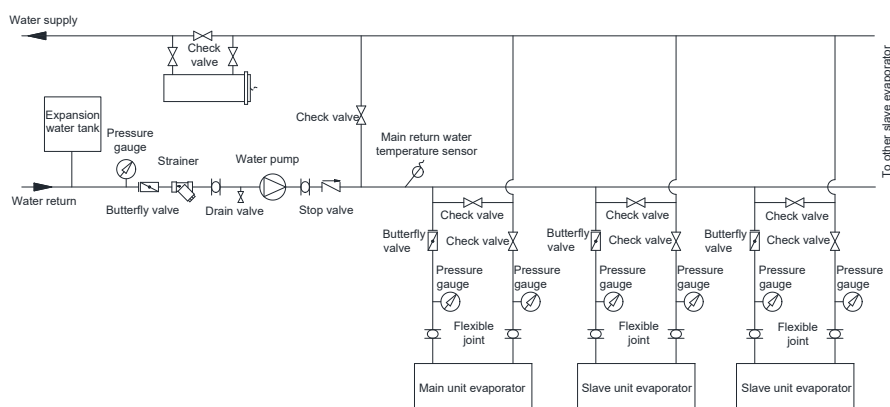 Water supply
Check
valve
Expansion
water tank
Pressure
gauge
Strainer
Water pump
Check valve
Main return water
temperature sensor
To other slave evaporator
Water return
Butterfly valve
Drain valve
Stop valve
Check valve
Check valve
Check valve
Butterfly
valve
Check valve
Butterfly
valve
Check valve
Butterfly
valve
Check valve
Pressure
gauge
Pressure
gauge
Pressure
gauge
Pressure
gauge
Pressure
gauge
Pressure
gauge
Flexible
joint
Flexible
joint
Flexible
joint
Main unit evaporator
Slave unit evaporator
Slave unit evaporator